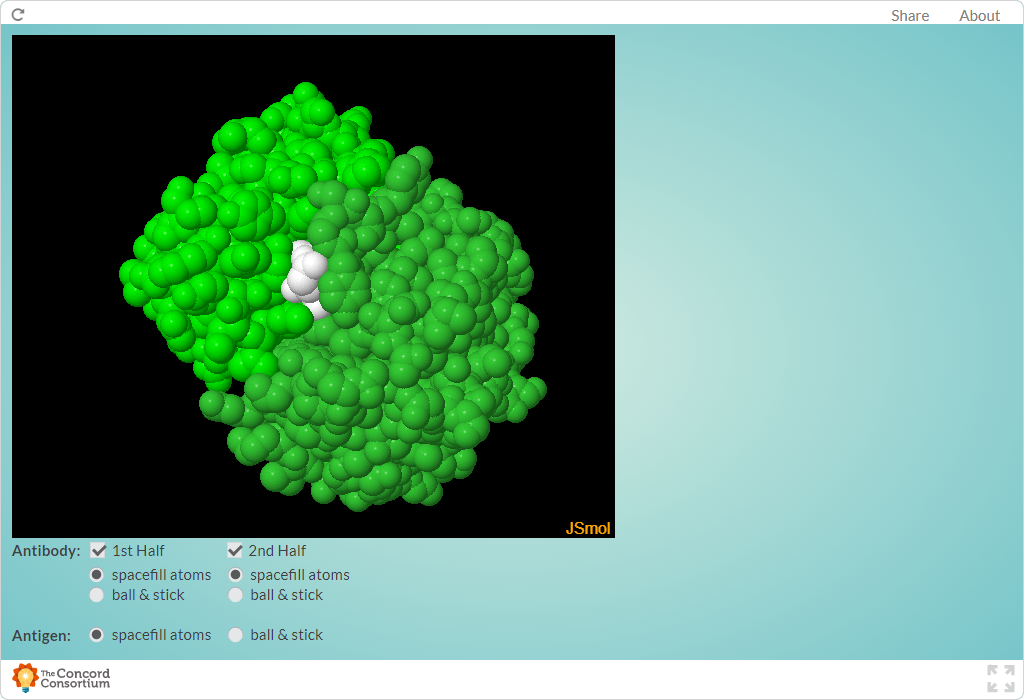 Share About
JSmol
Antibody: 1st Half 2nd Half
spacefill atoms spacefill atoms
ball & stick ball & stick
Antigen: spacefill atoms ball & stick
The Concord
Consortium